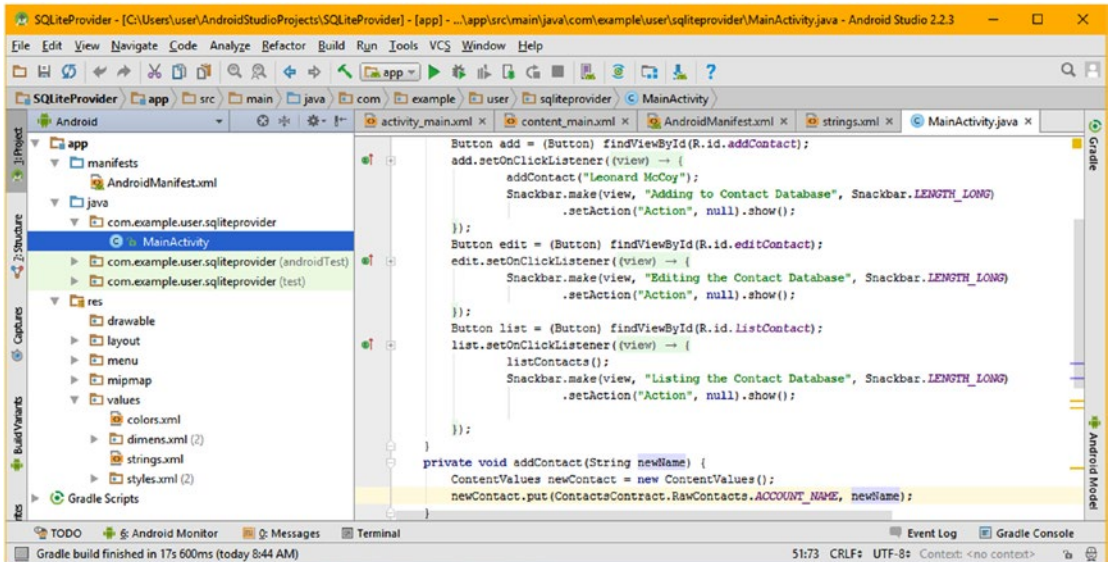 SQLiteProvider - [C:\Users\user\AndroidStudioProjects\SQLiteProvider] - [app] - ...\app\src\main\java\com\example\user\sqliteprovider\MainActivity.java - Android Studio 2.2.3
File Edit View Navigate Code Analyze Refactor Build Run Tools VCS Window Help
app
SQLiteProvider app src main java com example user sqliteprovider MainActivity
Android
activity_main.xml content_main.xml AndroidManifest.xml strings.xml MainActivity.java
1: Project
7: Structure
Captures
Build Variants
app
manifests
AndroidManifest.xml
java
com.example.user.sqliteprovider
MainActivity
com.example.user.sqliteprovider (androidTest)
com.example.user.sqliteprovider (test)
res
drawable
layout
menu
mipmap
values
colors.xml
dimens.xml (2)
strings.xml
styles.xml (2)
Gradle Scripts
Button add = (Button) findViewById(R.id.addContact);
add.setOnClickListener((view) → {
addContact("Leonard McCoy");
Snackbar.make(view, "Adding to Contact Database", Snackbar.LENGTH_LONG)
.setAction("Action", null).show();
});
Button edit = (Button) findViewById(R.id.editContact);
edit.setOnClickListener((view) → {
Snackbar.make(view, "Editing the Contact Database", Snackbar.LENGTH_LONG)
.setAction("Action", null).show();
});
Button list = (Button) findViewById(R.id.listContact);
list.setOnClickListener((view) → {
listContacts();
Snackbar.make(view, "Listing the Contact Database", Snackbar.LENGTH_LONG)
.setAction("Action", null).show();
});
}
private void addContact(String newName) {
ContentValues newContact = new ContentValues();
newContact.put(ContactsContract.RawContacts.ACCOUNT_NAME, newName);
}
Gradle
Android Model
TODO 6: Android Monitor 0: Messages Terminal Event Log Gradle Console
Gradle build finished in 17s 600ms (today 8:44 AM) 51:73 CRLF UTF-8 Context: <no context>